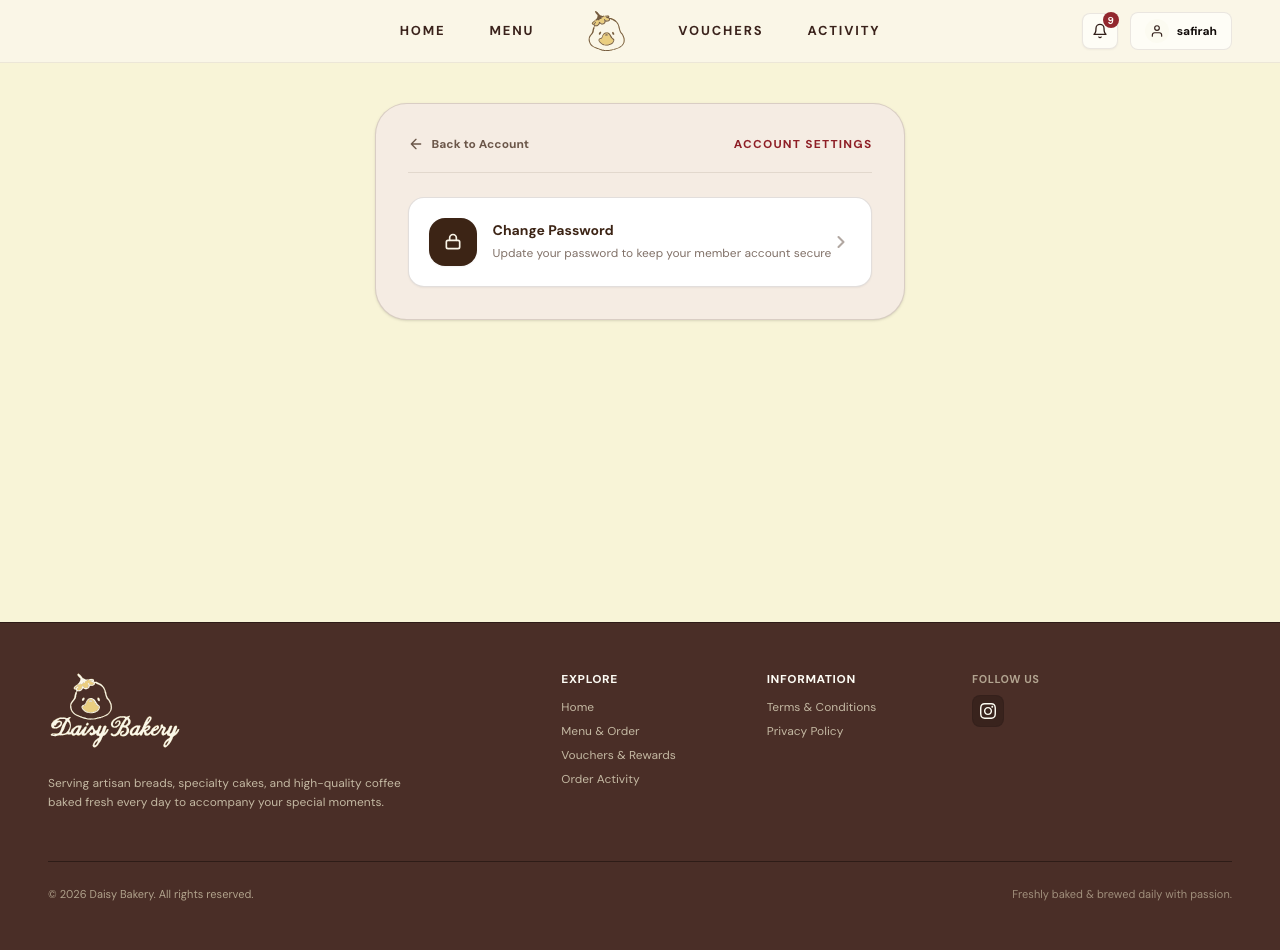 HOME
MENU
VOUCHERS
ACTIVITY
9
safirah
Back to Account
ACCOUNT SETTINGS
Change Password
Update your password to keep your member account secure
Daisy Bakery
Serving artisan breads, specialty cakes, and high-quality coffee
baked fresh every day to accompany your special moments.
EXPLORE
Home
Menu & Order
Vouchers & Rewards
Order Activity
INFORMATION
Terms & Conditions
Privacy Policy
FOLLOW US
© 2026 Daisy Bakery. All rights reserved.
Freshly baked & brewed daily with passion.